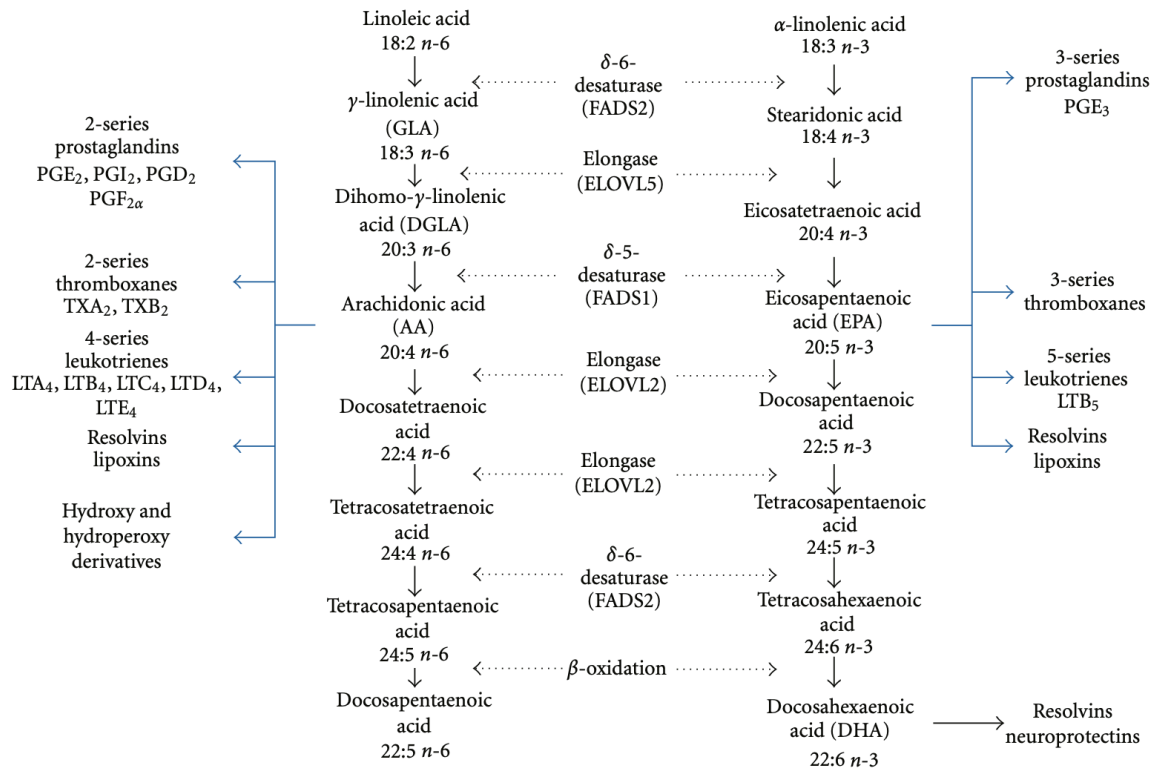 Linoleic acid
18:2 n-6
γ-linolenic acid
(GLA)
18:3 n-6
Dihomo-γ-linolenic
acid (DGLA)
20:3 n-6
Arachidonic acid
(AA)
20:4 n-6
Docosatetraenoic
acid
22:4 n-6
Tetracosatetraenoic
acid
24:4 n-6
Tetracosapentaenoic
acid
24:5 n-6
Docosapentaenoic
acid
22:5 n-6
δ-6-
desaturase
(FADS2)
Elongase
(ELOVL5)
δ-5-
desaturase
(FADS1)
Elongase
(ELOVL2)
Elongase
(ELOVL2)
δ-6-
desaturase
(FADS2)
β-oxidation
α-linolenic acid
18:3 n-3
Stearidonic acid
18:4 n-3
Eicosatetraenoic acid
20:4 n-3
Eicosapentaenoic
acid (EPA)
20:5 n-3
Docosapentaenoic
acid
22:5 n-3
Tetracosapentaenoic
acid
24:5 n-3
Tetracosahexaenoic
acid
24:6 n-3
Docosahexaenoic
acid (DHA)
22:6 n-3
2-series
prostaglandins
PGE₂, PGI₂, PGD₂
PGF₂α
2-series
thromboxanes
TXA₂, TXB₂
4-series
leukotrienes
LTA₄, LTB₄, LTC₄, LTD₄,
LTE₄
Resolvins
lipoxins
Hydroxy and
hydroperoxy
derivatives
3-series
prostaglandins
PGE₃
3-series
thromboxanes
5-series
leukotrienes
LTB₅
Resolvins
lipoxins
Resolvins
neuroprotectins